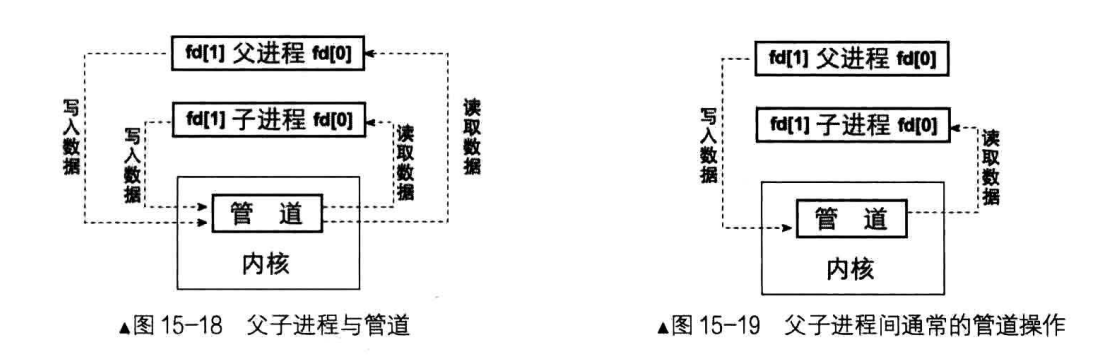 fd[1] 父进程 fd[0]
fd[1] 子进程 fd[0]
写入数据
写入数据
读取数据
读取数据
管 道
内核
▲图 15-18 父子进程与管道
fd[1] 父进程 fd[0]
fd[1] 子进程 fd[0]
写入数据
读取数据
管 道
内核
▲图 15-19 父子进程间通常的管道操作